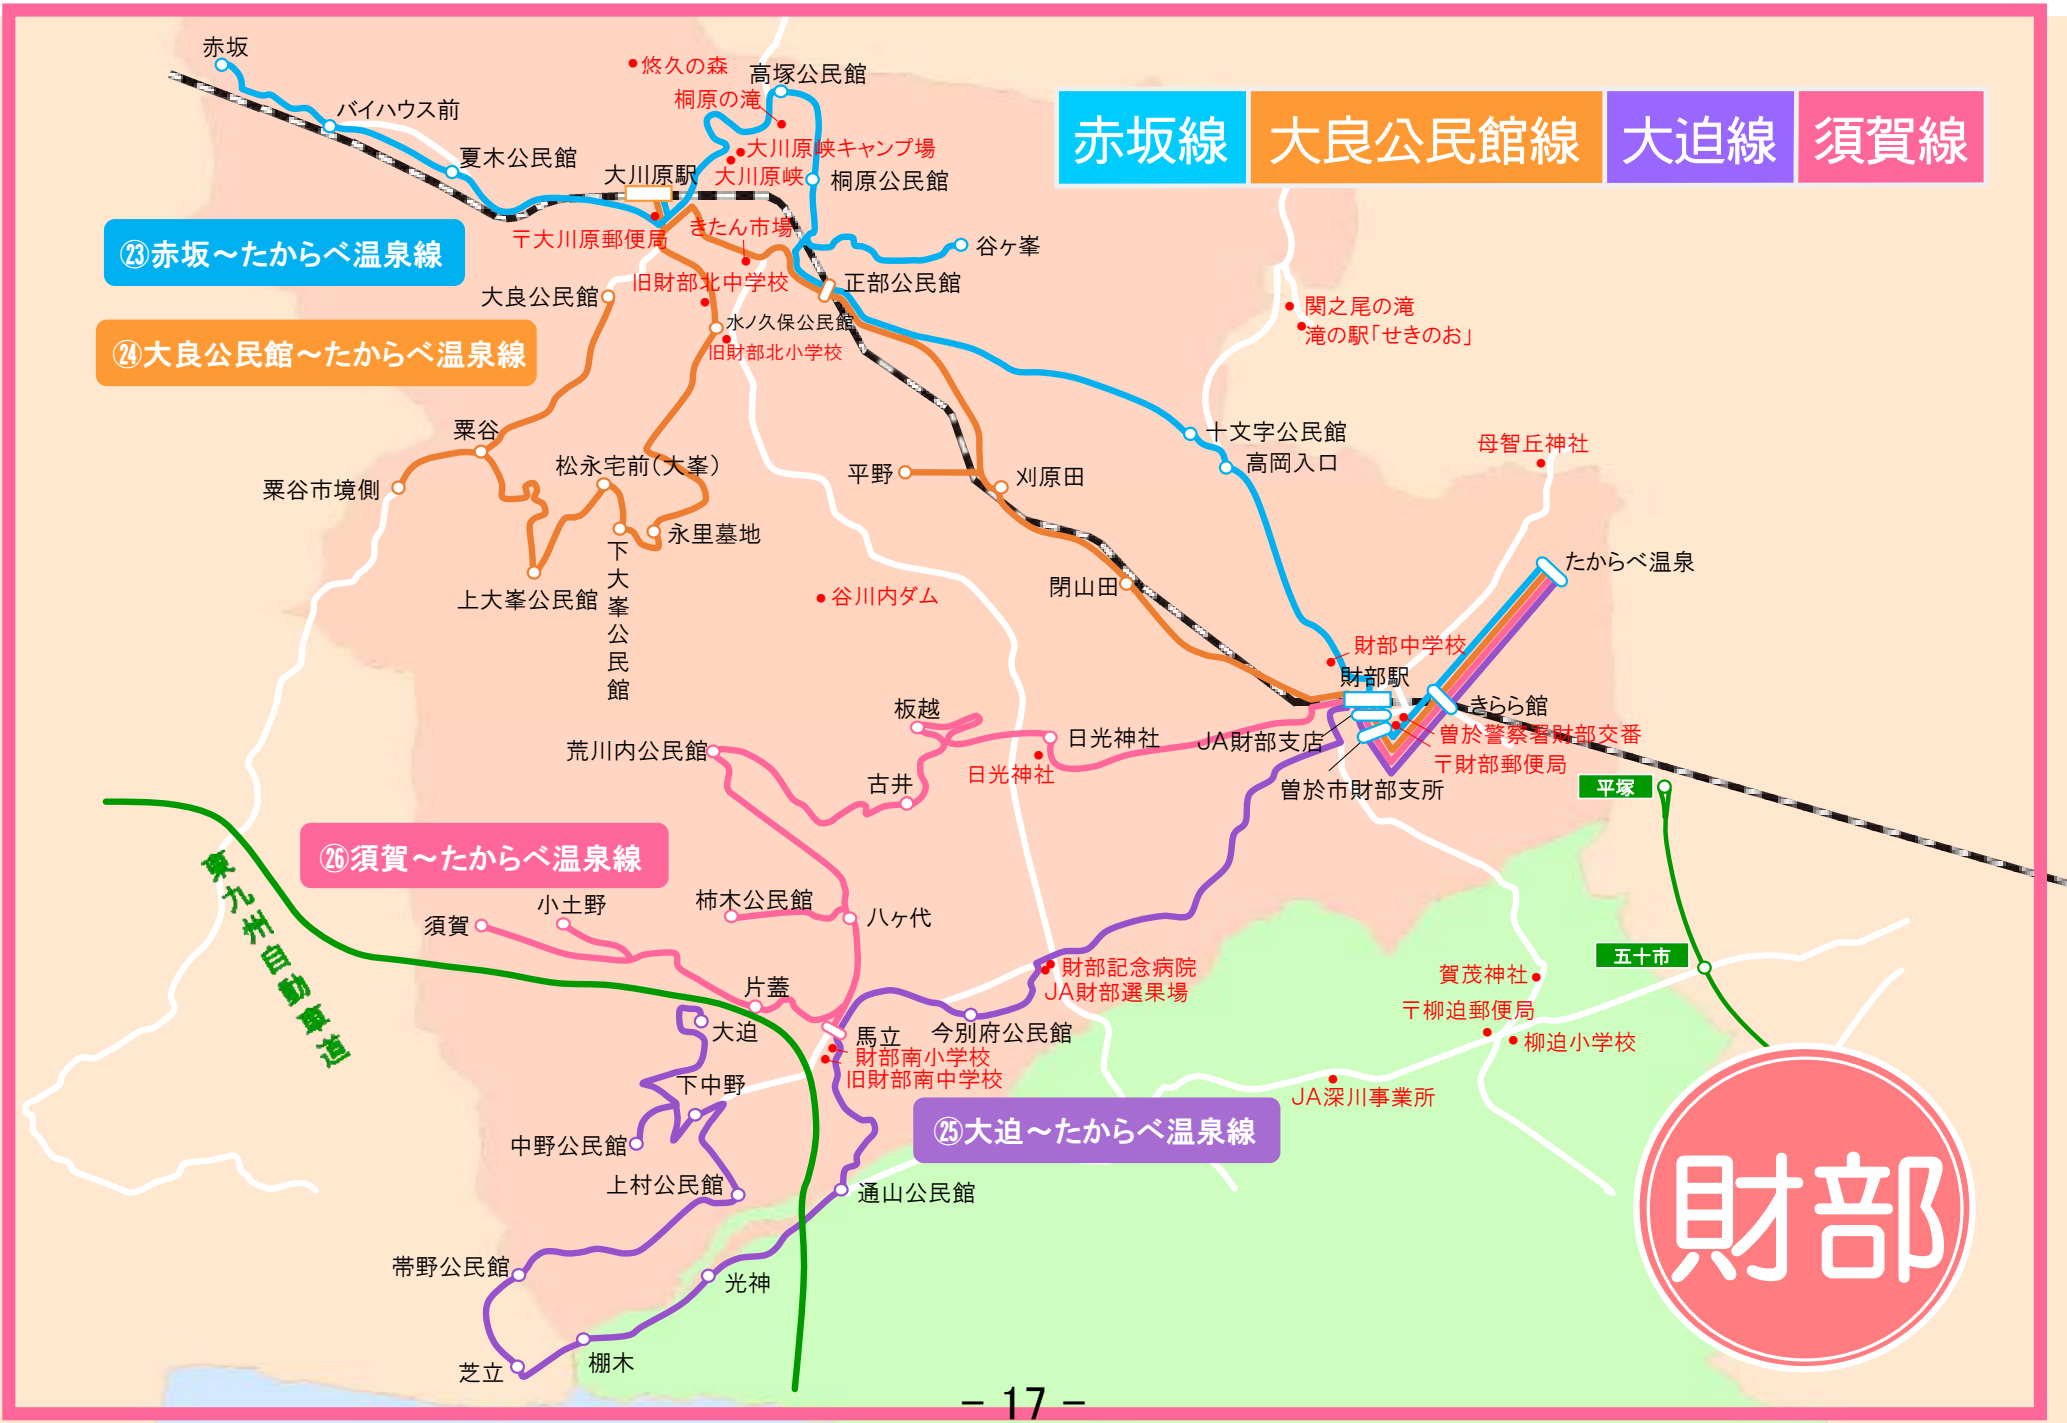 赤坂
バイハウス前
夏木公民館
悠久の森
高塚公民館
桐原の滝
大川原峡キャンプ場
大川原峡
大川原駅
桐原公民館
赤坂線
大良公民館線
大迫線
須賀線
㉓赤坂～たからべ温泉線
〒大川原郵便局
きたん市場
谷ヶ峯
旧財部北中学校
正部公民館
大良公民館
水ノ久保公民館
旧財部北小学校
㉔大良公民館～たからべ温泉線
関之尾の滝
滝の駅「せきのお」
粟谷
十文字公民館
高岡入口
母智丘神社
松永宅前(大峯)
平野
刈原田
粟谷市境側
永里墓地
下大峯公民館
上大峯公民館
閉山田
谷川内ダム
たからべ温泉
財部中学校
財部駅
きらら館
板越
日光神社
JA財部支店
曽於警察署財部交番
〒財部郵便局
荒川内公民館
日光神社
古井
曽於市財部支所
平塚
㉖須賀～たからべ温泉線
東九州自動車道
小土野
柿木公民館
須賀
八ヶ代
五十市
財部記念病院
JA財部選果場
賀茂神社
〒柳迫郵便局
柳迫小学校
片蓋
大迫
馬立
今別府公民館
財部南小学校
旧財部南中学校
下中野
JA深川事業所
㉕大迫～たからべ温泉線
中野公民館
上村公民館
通山公民館
帯野公民館
光神
棚木
芝立
財部
- 17 -